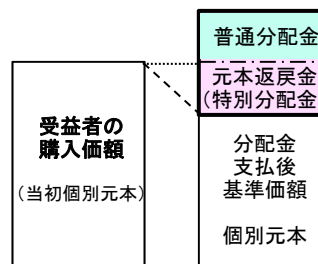 受益者の
購入価額
（当初個別元本）
普通分配金
元本返戻金
（特別分配金
分配金
支払後
基準価額
個別元本